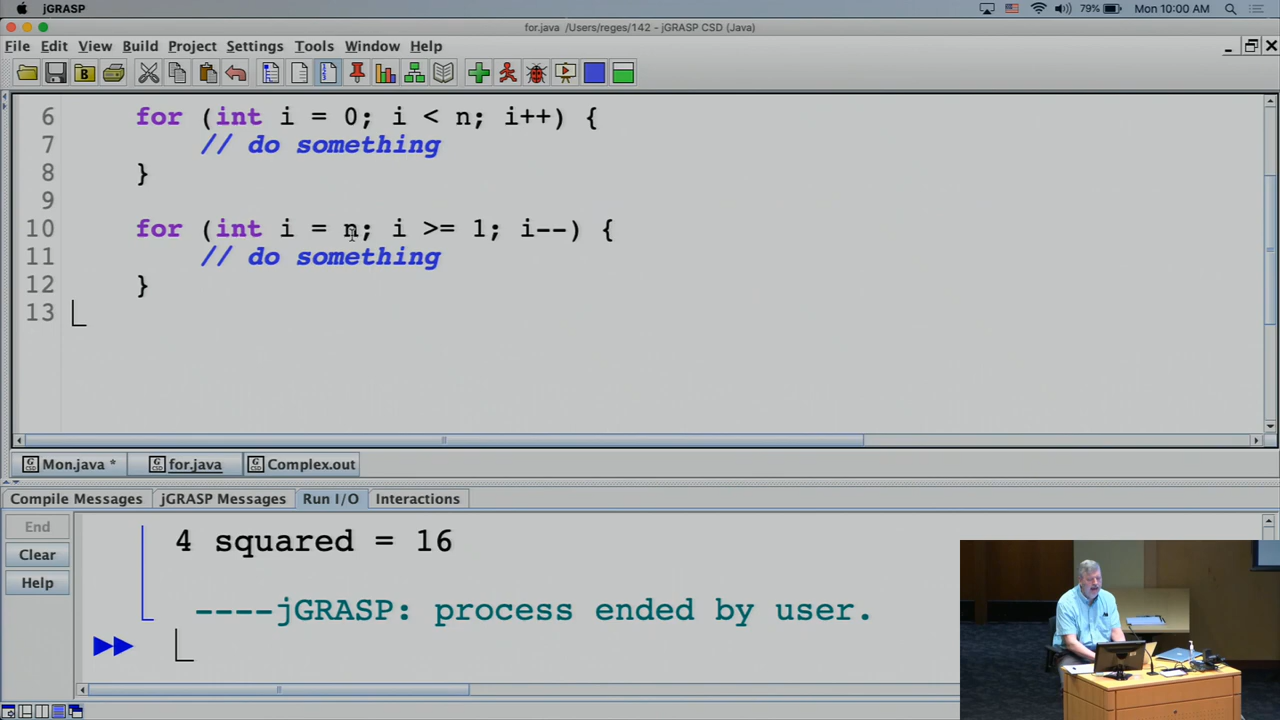 jGRASP
79% Mon 10:00 AM
for.java /Users/reges/142 - jGRASP CSD (Java)
File Edit View Build Project Settings Tools Window Help
B
6 for (int i = 0; i < n; i++) {
7 // do something
8 }
9
10 for (int i = n; i >= 1; i--) {
11 // do something
12 }
13
Mon.java * for.java Complex.out
Compile Messages jGRASP Messages Run I/O Interactions
End
Clear
Help
4 squared = 16
----jGRASP: process ended by user.